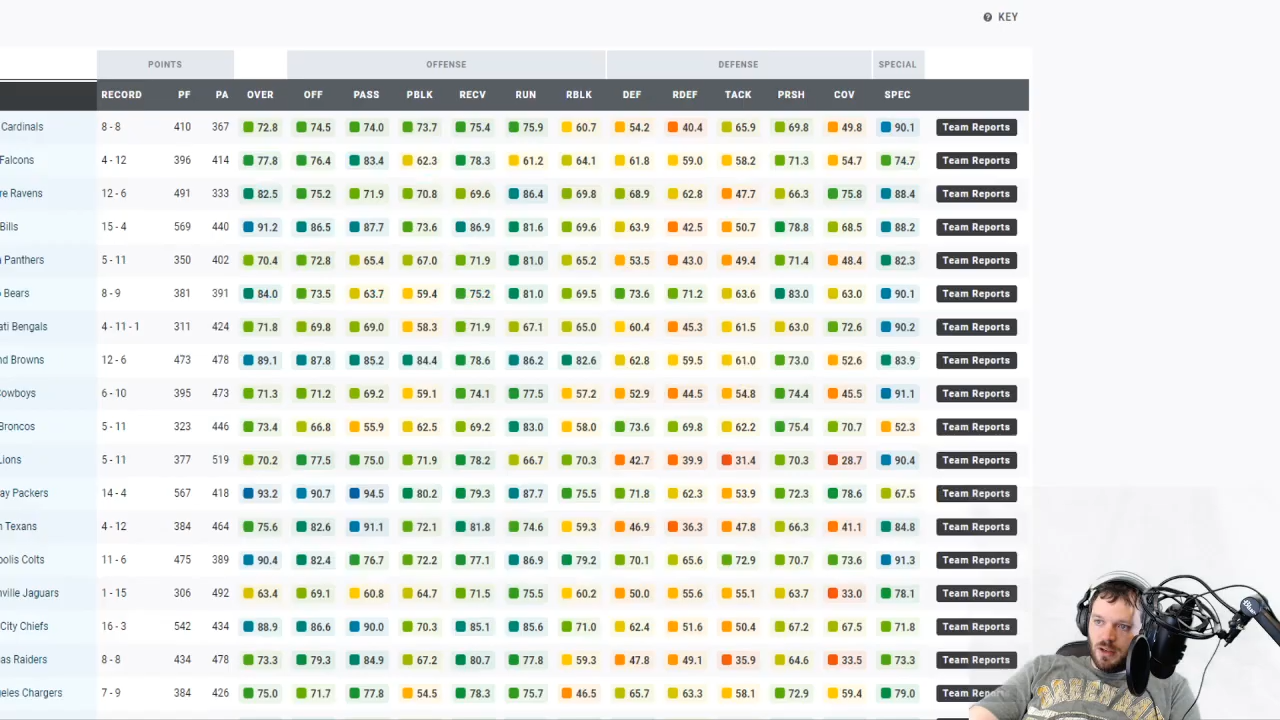 KEY
POINTS OFFENSE DEFENSE SPECIAL
RECORD PF PA OVER OFF PASS PBLK RECV RUN RBLK DEF RDEF TACK PRSH COV SPEC
Cardinals 8 - 8 410 367 72.8 74.5 74.0 73.7 75.4 75.9 60.7 54.2 40.4 65.9 69.8 49.8 90.1 Team Reports
Falcons 4 - 12 396 414 77.8 76.4 83.4 62.3 78.3 61.2 64.1 61.8 59.0 58.2 71.3 54.7 74.7 Team Reports
re Ravens 12 - 6 491 333 82.5 75.2 71.9 70.8 69.6 86.4 69.8 68.9 62.8 47.7 66.3 75.8 88.4 Team Reports
Bills 15 - 4 569 440 91.2 86.5 87.7 73.6 86.9 81.6 69.6 63.9 42.5 50.7 78.8 68.5 88.2 Team Reports
Panthers 5 - 11 350 402 70.4 72.8 65.4 67.0 71.9 81.0 65.2 53.5 43.0 49.4 71.4 48.4 82.3 Team Reports
Bears 8 - 9 381 391 84.0 73.5 63.7 59.4 75.2 81.0 69.5 73.6 71.2 63.6 83.0 63.0 90.1 Team Reports
ati Bengals 4 - 11 - 1 311 424 71.8 69.8 69.0 58.3 71.9 67.1 65.0 60.4 45.3 61.5 63.0 72.6 90.2 Team Reports
nd Browns 12 - 6 473 478 89.1 87.8 85.2 84.4 78.6 86.2 82.6 62.8 59.5 61.0 73.0 52.6 83.9 Team Reports
Cowboys 6 - 10 395 473 71.9 71.2 69.2 59.1 74.1 77.5 57.2 52.9 44.5 54.8 74.4 45.5 91.1 Team Reports
Broncos 5 - 11 323 446 73.4 60.8 55.9 62.5 69.2 83.0 58.0 73.6 69.8 62.2 75.4 70.7 52.3 Team Reports
Lions 5 - 11 377 519 70.2 77.5 75.0 71.9 78.2 66.7 70.3 42.7 39.9 31.4 70.3 28.7 90.4 Team Reports
ay Packers 14 - 4 567 418 93.2 90.7 94.5 80.2 79.3 87.7 75.5 71.8 62.3 53.9 72.3 78.6 67.5 Team Reports
n Texans 4 - 12 384 464 75.6 82.6 91.1 72.1 81.8 74.6 59.3 46.9 36.3 47.8 66.3 41.1 84.8 Team Reports
polis Colts 11 - 6 475 389 82.4 76.7 72.2 77.1 70.1 65.6 72.9 70.7 73.6 91.3 Team Reports
nville Jaguars 1 - 15 306 492 63.4 69.1 60.8 71.5 75.5 60.2 50.0 55.6 55.1 63.7 33.0 78.1 Team Reports
City Chiefs 16 - 3 542 434 88.9 86.6 90.0 85.1 85.6 71.0 62.4 51.6 50.4 67.2 67.5 71.8 Team Reports
as Raiders 8 - 8 434 478 79.3 84.9 67.2 80.7 77.8 59.3 47.8 49.1 35.9 64.6 33.5 73.3 Team Reports
eles Chargers 7 - 9 384 426 75.0 71.7 77.8 54.5 78.3 75.7 46.5 65.7 63.3 58.1 72.9 59.4 79.0 Team Reports